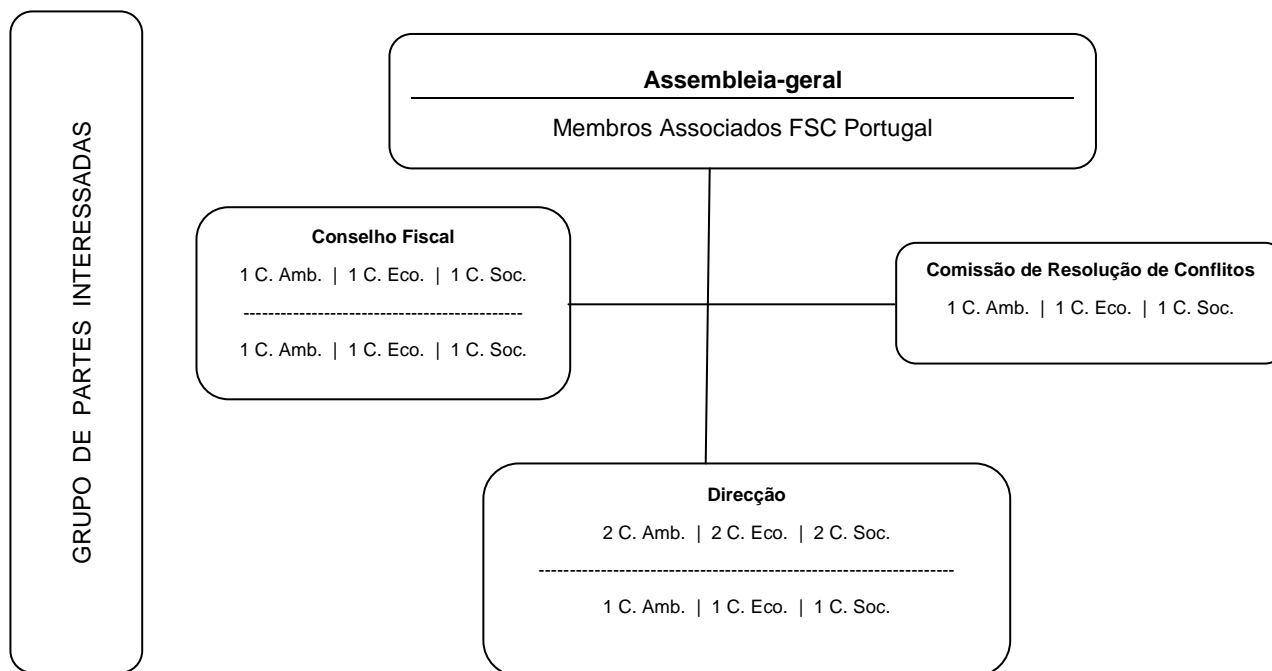 GRUPO DE PARTES INTERESSADAS
Assembleia-geral
Membros Associados FSC Portugal
Conselho Fiscal
1 C. Amb. | 1 C. Eco. | 1 C. Soc.
----------------------------------------------
1 C. Amb. | 1 C. Eco. | 1 C. Soc.
Comissão de Resolução de Conflitos
1 C. Amb. | 1 C. Eco. | 1 C. Soc.
Direcção
2 C. Amb. | 2 C. Eco. | 2 C. Soc.
---------------------------------------------------------------------
1 C. Amb. | 1 C. Eco. | 1 C. Soc.